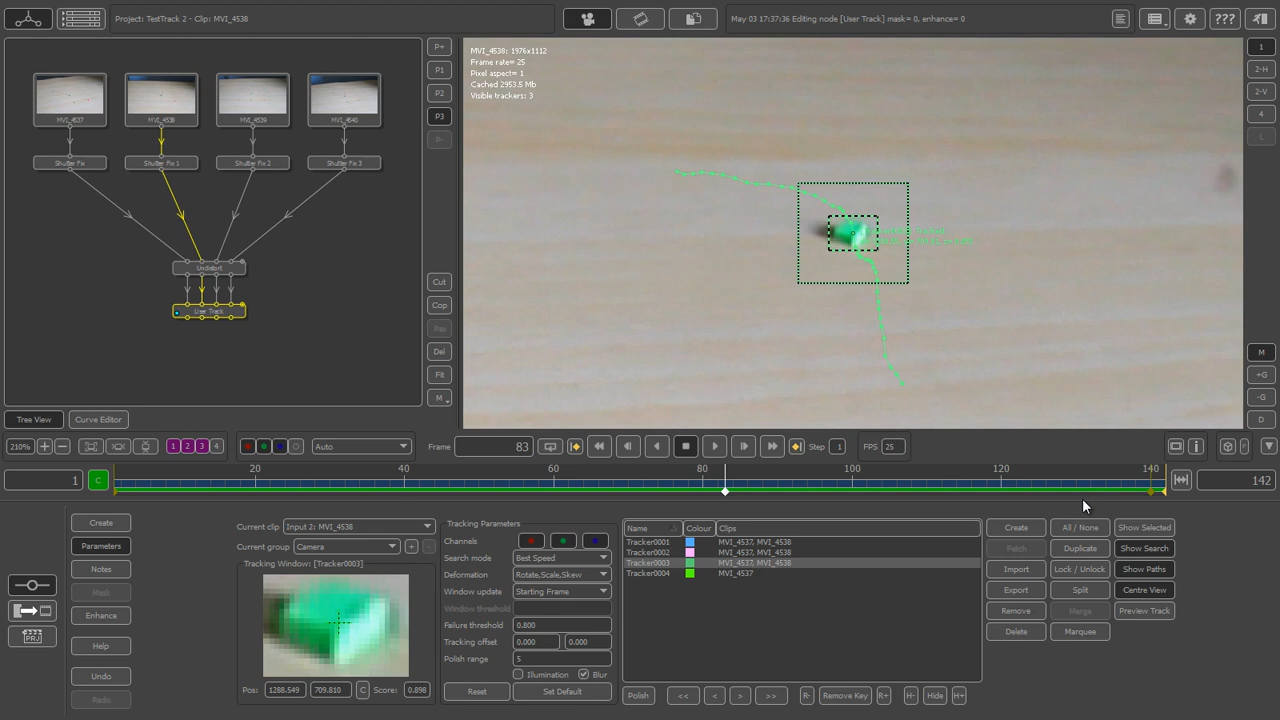 Project: TestTrack 2 - Clip: MVI_4538
May 03 17:37:36 Editing node [User Track] mask= 0, enhance= 0
???
MVI_4538: 1976x1112
Frame rate= 25
Pixel aspect= 1
Cached 2953.5 Mb
Visible trackers: 3
P+
P1
P2
P3
P-
1
2-H
2-V
4
L
MVI_4537
MVI_4538
MVI_4539
MVI_4540
Shutter Fix
Shutter Fix 1
Shutter Fix 2
Shutter Fix 3
Undistort
User Track
Cut
Cop
Pas
Del
Fit
M
M
+G
-G
D
Tree View
Curve Editor
210%
1
2
3
4
Auto
Frame
83
Step
1
FPS
25
1
C
20
40
60
80
100
120
140
142
Create
Parameters
Notes
Mask
Enhance
Help
Undo
Redo
PRJ
Current clip
Input 2: MVI_4538
Current group
Camera
+
-
Tracking Window: [Tracker0003]
Pos:
1288.549
709.810
C
Score:
0.898
Tracking Parameters
Channels
Search mode
Best Speed
Deformation
Rotate,Scale,Skew
Window update
Starting Frame
Window threshold
Failure threshold
0.800
Tracking offset
0.000
0.000
Polish range
5
Illumination
Blur
Reset
Set Default
Name
Colour
Clips
Tracker0001
MVI_4537, MVI_4538
Tracker0002
MVI_4537, MVI_4538
Tracker0003
MVI_4537, MVI_4538
Tracker0004
MVI_4537
Polish
<<
<
>
>>
R-
Remove Key
R+
H-
Hide
H+
Create
All / None
Show Selected
Fetch
Duplicate
Show Search
Import
Lock / Unlock
Show Paths
Export
Split
Centre View
Remove
Merge
Preview Track
Delete
Marquee